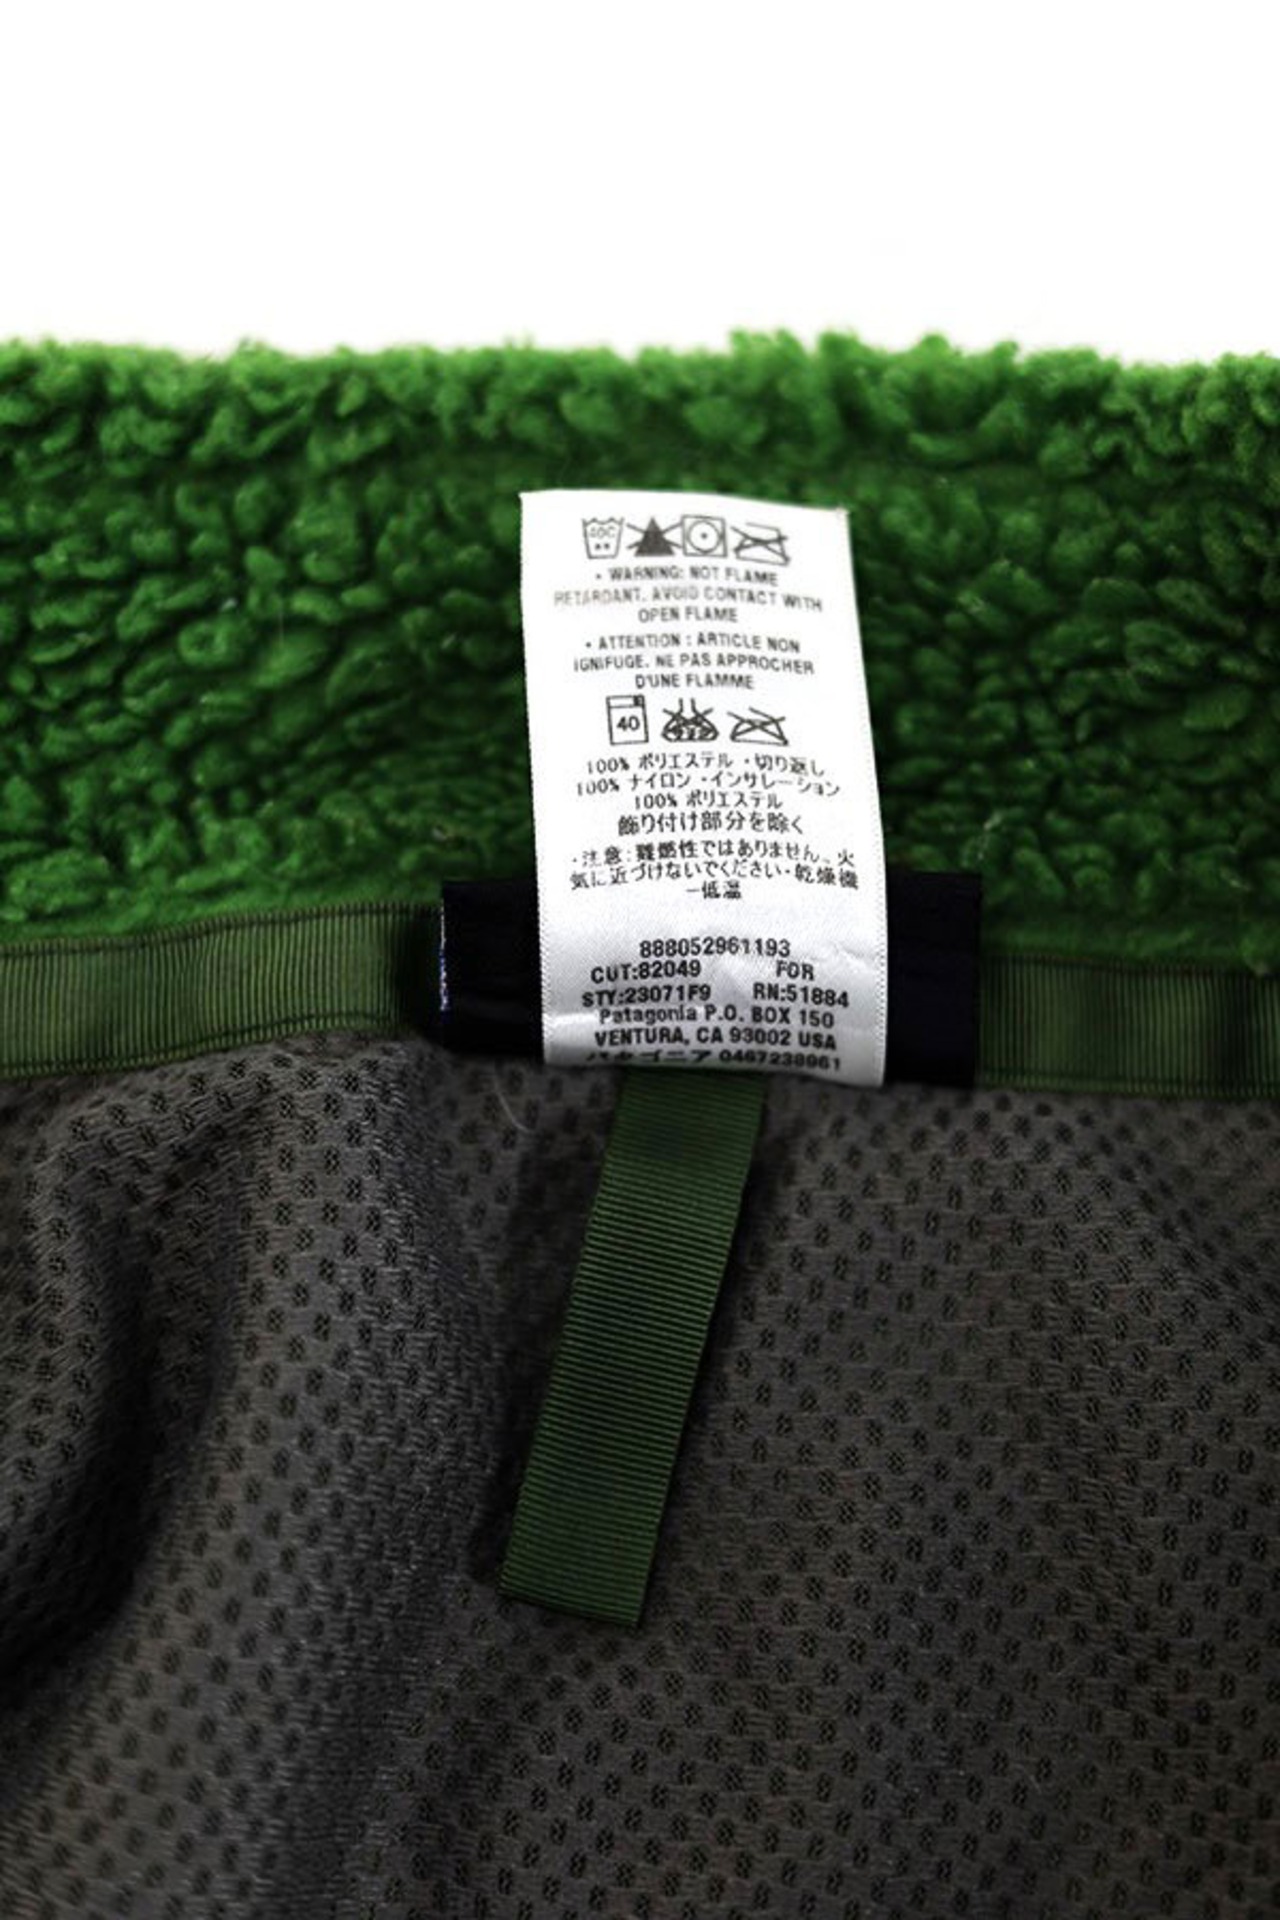 40C
• WARNING: NOT FLAME
RETARDANT. AVOID CONTACT WITH
OPEN FLAME
• ATTENTION : ARTICLE NON
IGNIFUGE. NE PAS APPROCHER
D'UNE FLAMME
40
100% ポリエステル ・切り返し
100% ナイロン ・インサレーション
100% ポリエステル
飾り付け部分を除く
・注意：難燃性ではありません、火
気に近づけないでください・乾燥機
－低温
888052961193
CUT:82049 FOR
STY:23071F9 RN:51884
Patagonia P.O. BOX 150
VENTURA, CA 93002 USA
パタゴニア 0467238961